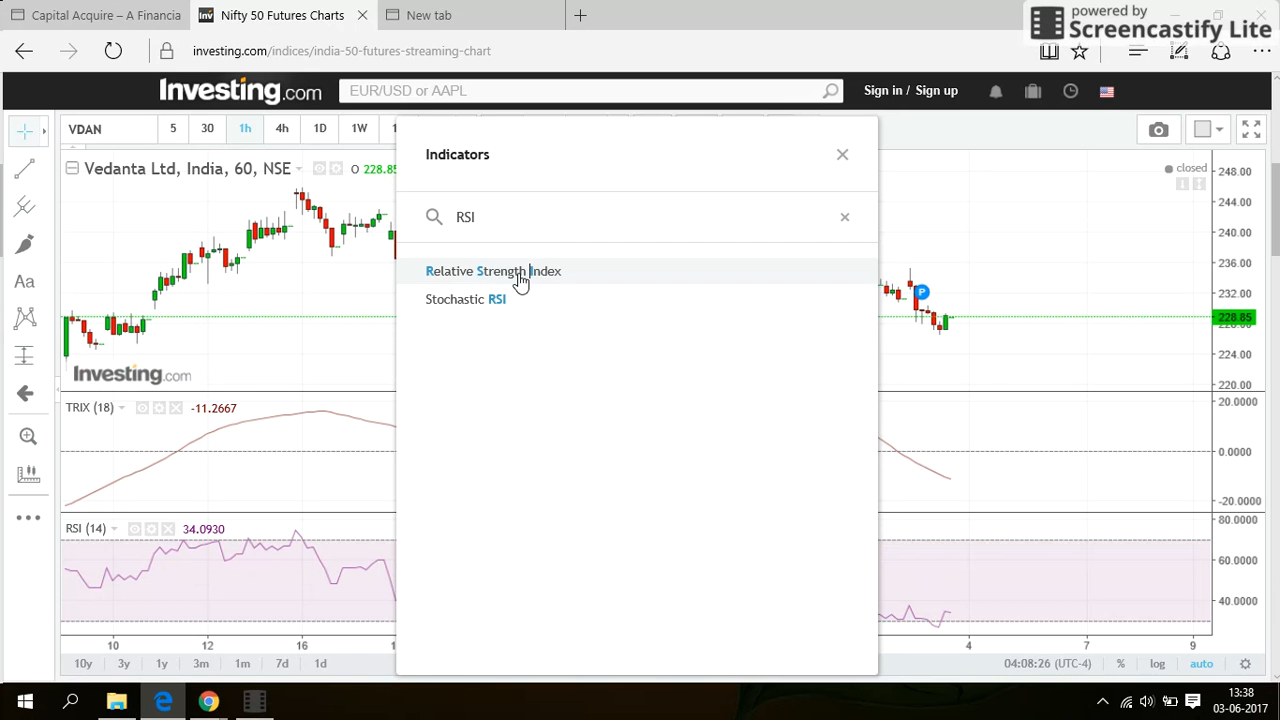 powered by
Screencastify Lite
Capital Acquire – A Financia
Nifty 50 Futures Charts
New tab
investing.com/indices/india-50-futures-streaming-chart
Investing.com
EUR/USD or AAPL
Sign in / Sign up
VDAN
5
30
1h
4h
1D
1W
Vedanta Ltd, India, 60, NSE
O 228.85
closed
Indicators
RSI
Relative Strength Index
Stochastic RSI
Aa
P
248.00
244.00
240.00
236.00
232.00
228.85
224.00
220.00
Investing.com
TRIX (18)
-11.2667
20.0000
0.0000
-20.0000
RSI (14)
34.0930
80.0000
60.0000
40.0000
10
12
16
4
7
9
10y
3y
1y
3m
1m
7d
1d
04:08:26 (UTC-4)
%
log
auto
13:38
03-06-2017